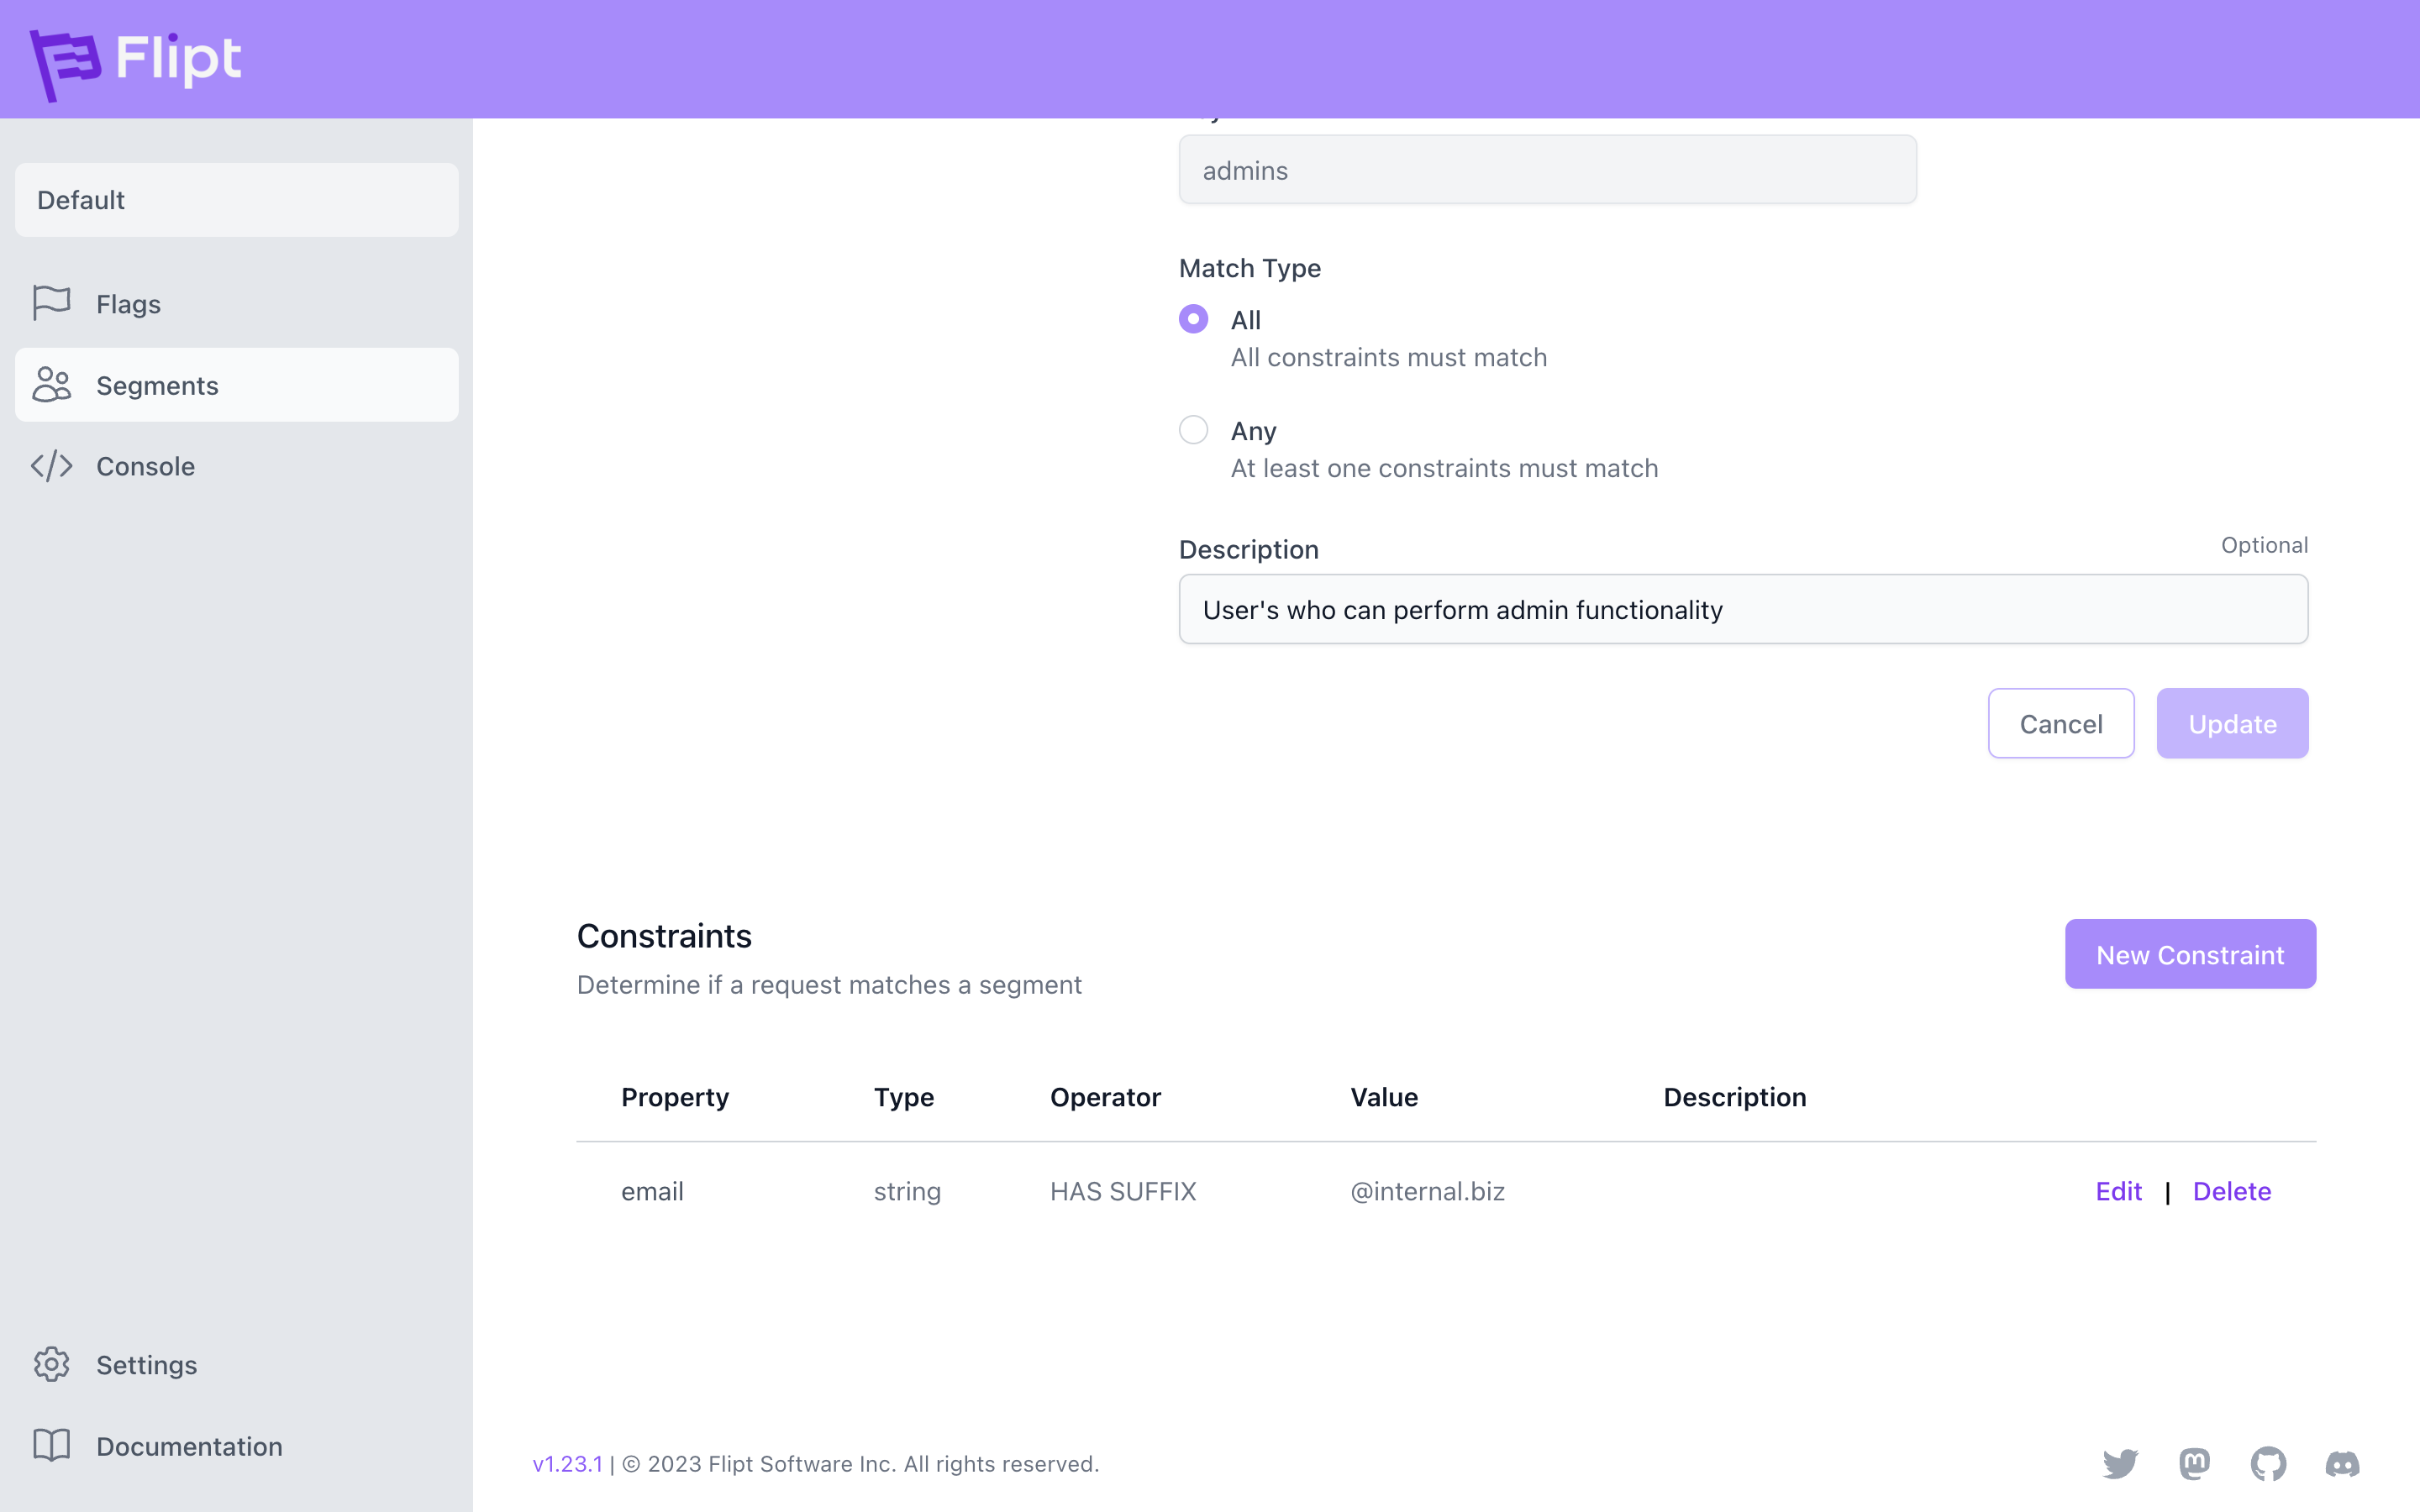 Flipt
Default
Flags
Segments
Console
Settings
Documentation
admins
Match Type
All
All constraints must match
Any
At least one constraints must match
Description Optional
User's who can perform admin functionality
Cancel Update
Constraints
Determine if a request matches a segment
New Constraint
Property Type Operator Value Description
email string HAS SUFFIX @internal.biz Edit | Delete
v1.23.1 | © 2023 Flipt Software Inc. All rights reserved.